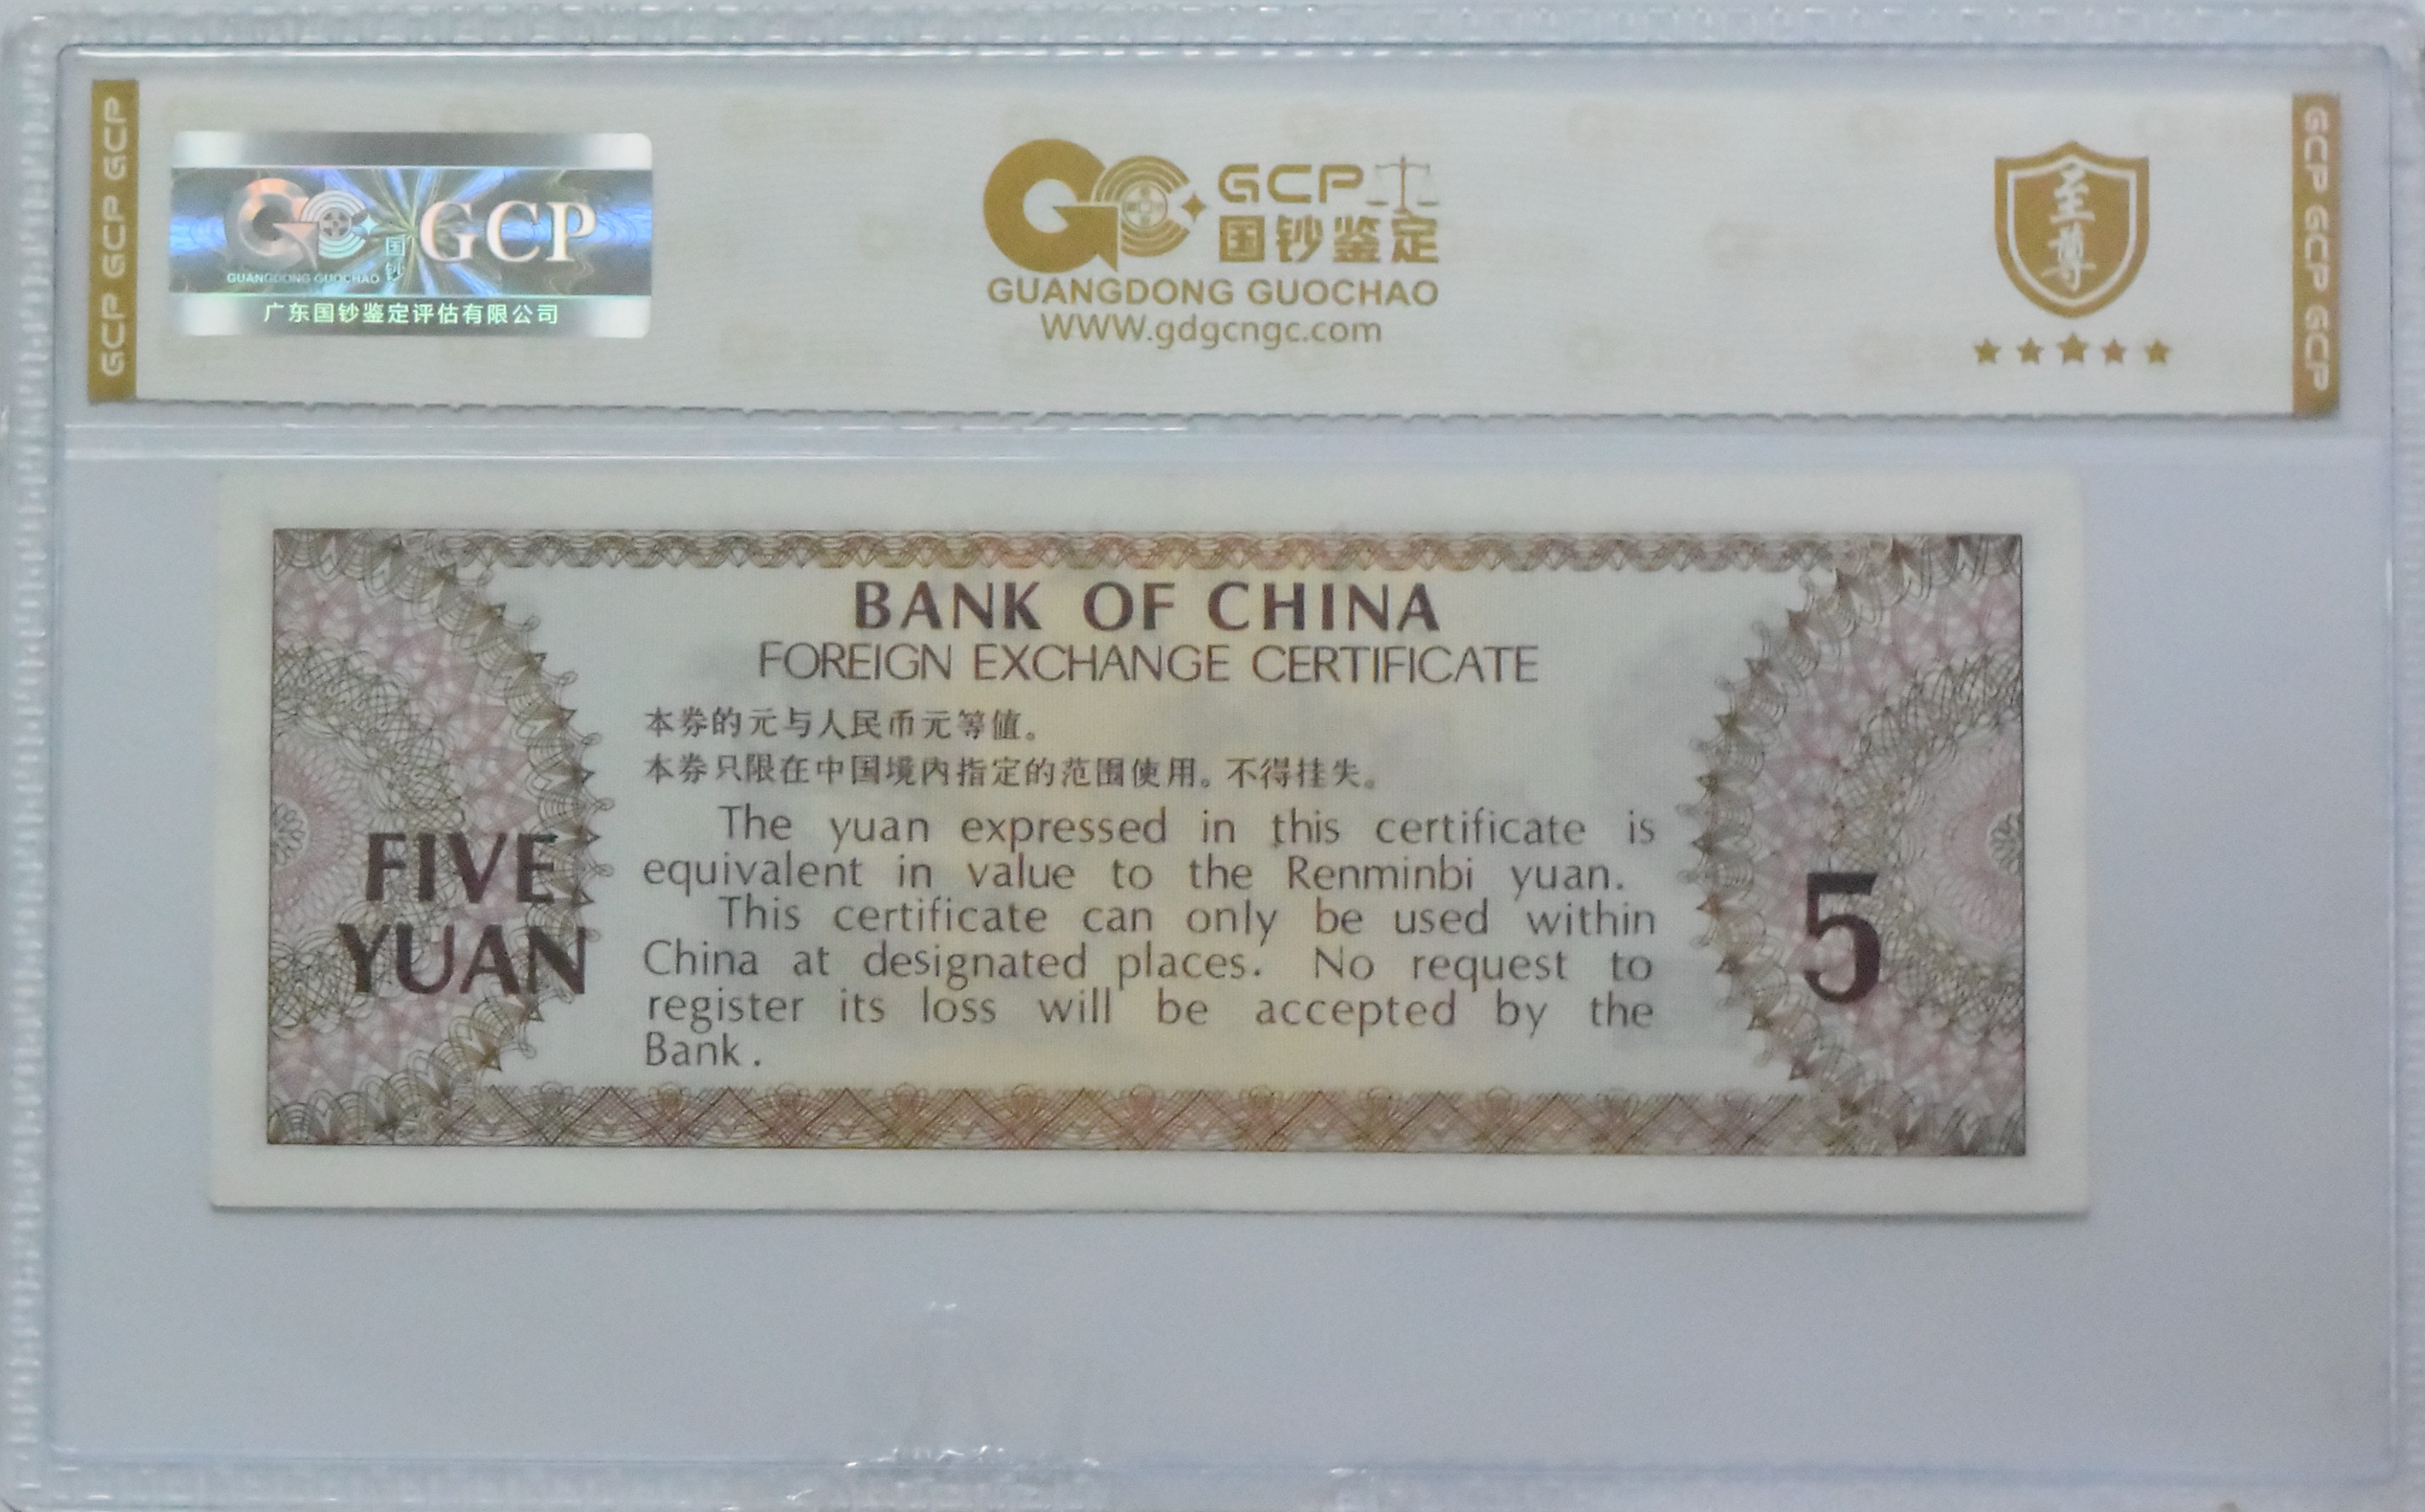 GCP GCP GCP
GCP
国钞
GUANGDONG GUOCHAO
广东国钞鉴定评估有限公司
GCP
国钞鉴定
GUANGDONG GUOCHAO
WWW.gdgcngc.com
至尊
GCP GCP GCP
BANK OF CHINA
FOREIGN EXCHANGE CERTIFICATE
本券的元与人民币元等值。
本券只限在中国境内指定的范围使用。不得挂失。
The yuan expressed in this certificate is
equivalent in value to the Renminbi yuan.
This certificate can only be used within
China at designated places. No request to
register its loss will be accepted by the
Bank.
FIVE
YUAN
5